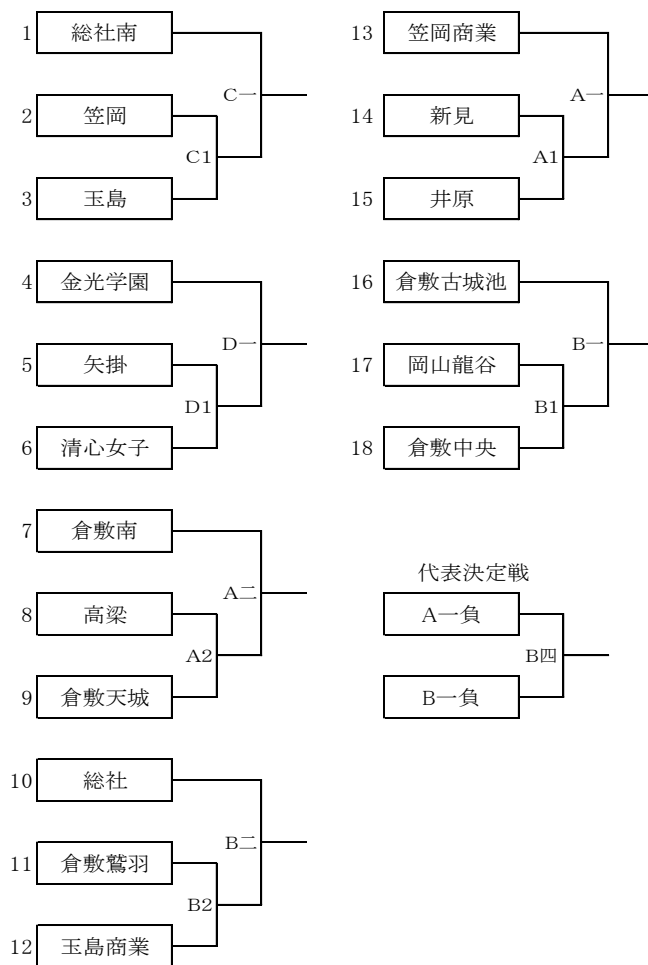 1 総社南
C一
2 笠岡
C1
3 玉島
4 金光学園
D一
5 矢掛
D1
6 清心女子
7 倉敷南
A二
8 高梁
A2
9 倉敷天城
10 総社
B二
11 倉敷鷲羽
B2
12 玉島商業
13 笠岡商業
A一
14 新見
A1
15 井原
16 倉敷古城池
B一
17 岡山龍谷
B1
18 倉敷中央
代表決定戦
A一負
B四
B一負